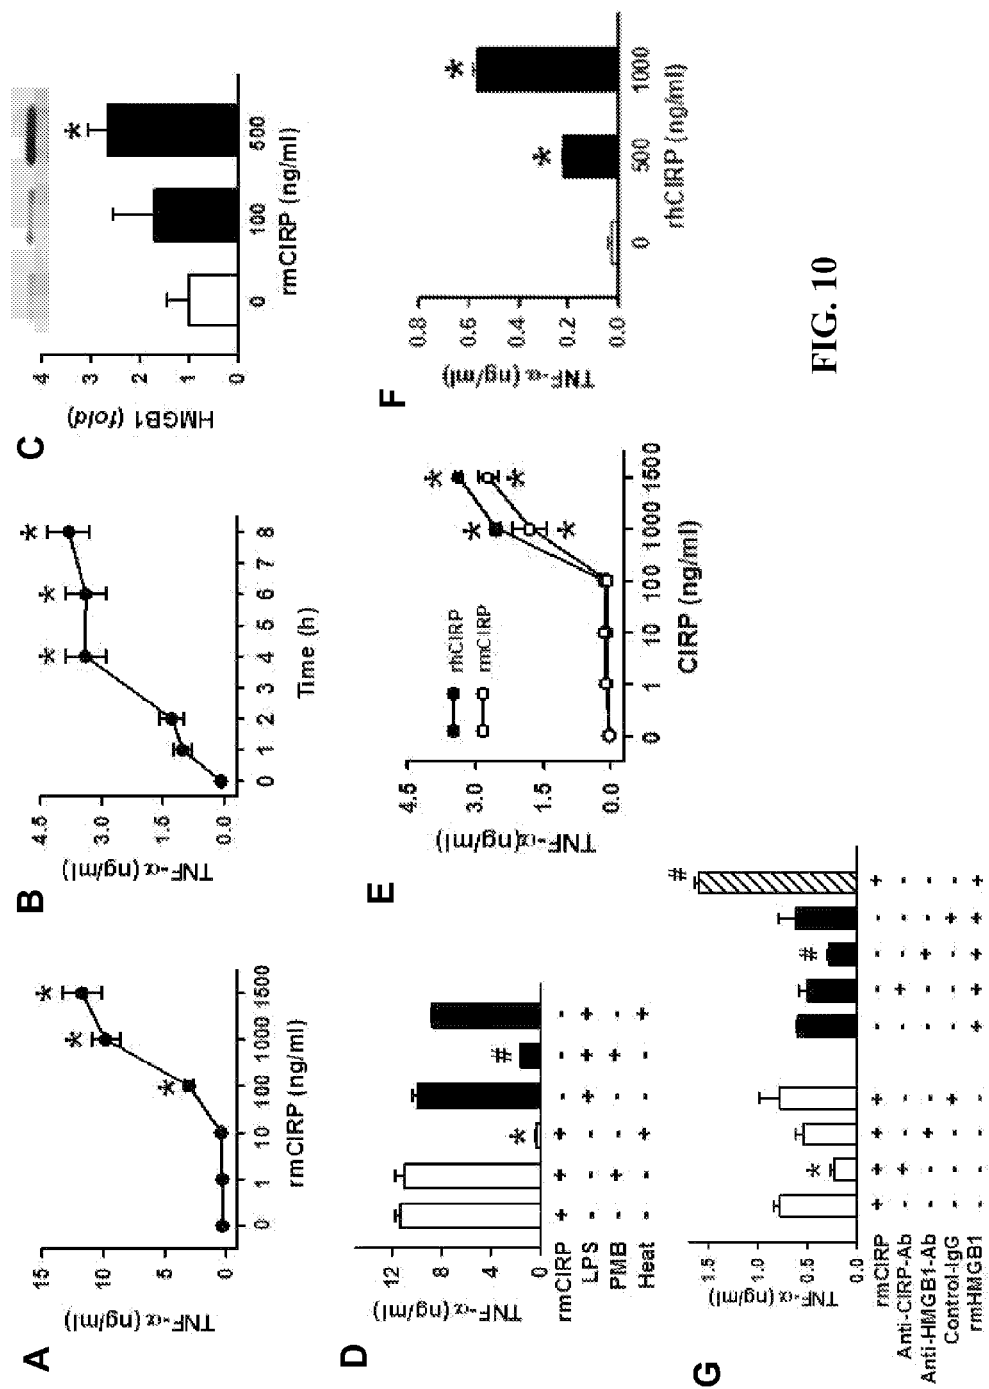 A
TNF-α (ng/ml)
15
10
5
0
0 1 10 100 1000 1500
rmCIRP (ng/ml)
* * *
B
TNF-α (ng/ml)
4.5
3.0
1.5
0.0
0 1 2 3 4 5 6 7 8
Time (h)
* * *
C
HMGB1 (fold)
4
3
2
1
0
0 100 500
rmCIRP (ng/ml)
*
D
TNF-α (ng/ml)
12
8
4
0
* #
rmCIRP + + + - - -
LPS - - - + + +
PMB - + - - + -
Heat - - + - - +
E
TNF-α (ng/ml)
4.5
3.0
1.5
0.0
rhCIRP
rmCIRP
* * * *
0 1 10 100 1000 1500
CIRP (ng/ml)
F
TNF-α (ng/ml)
0.8
0.6
0.4
0.2
0.0
* *
0 500 1000
rhCIRP (ng/ml)
G
TNF-α (ng/ml)
1.5
1.0
0.5
0.0
* # #
rmCIRP + + + + - - - - +
Anti-CIRP-Ab - + - - - + - - -
Anti-HMGB1-Ab - - + - - - + - -
Control-IgG - - - + - - - + -
rmHMGB1 - - - - + + + + +
FIG. 10